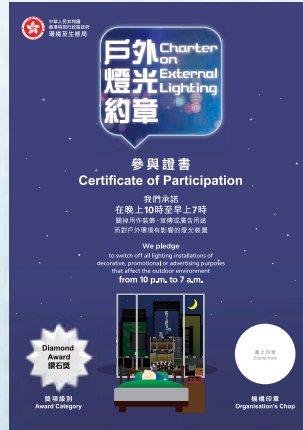 中華人民共和國
香港特別行政區政府
環境及生態局
戶外
燈光
約章
Charter
on
External
Lighting
參與證書
Certificate of Participation
我們承諾
在晚上10時至早上7時
關掉用作裝飾、宣傳或廣告用途
而對戶外環境有影響的燈光裝置
We pledge
to switch off all lighting installations of
decorative, promotional or advertising purposes
that affect the outdoor environment
from 10 p.m. to 7 a.m.
Diamond
Award
鑽石獎
獎項級別
Award Category
蓋上印章
Stamp here
機構印章
Organisation's Chop